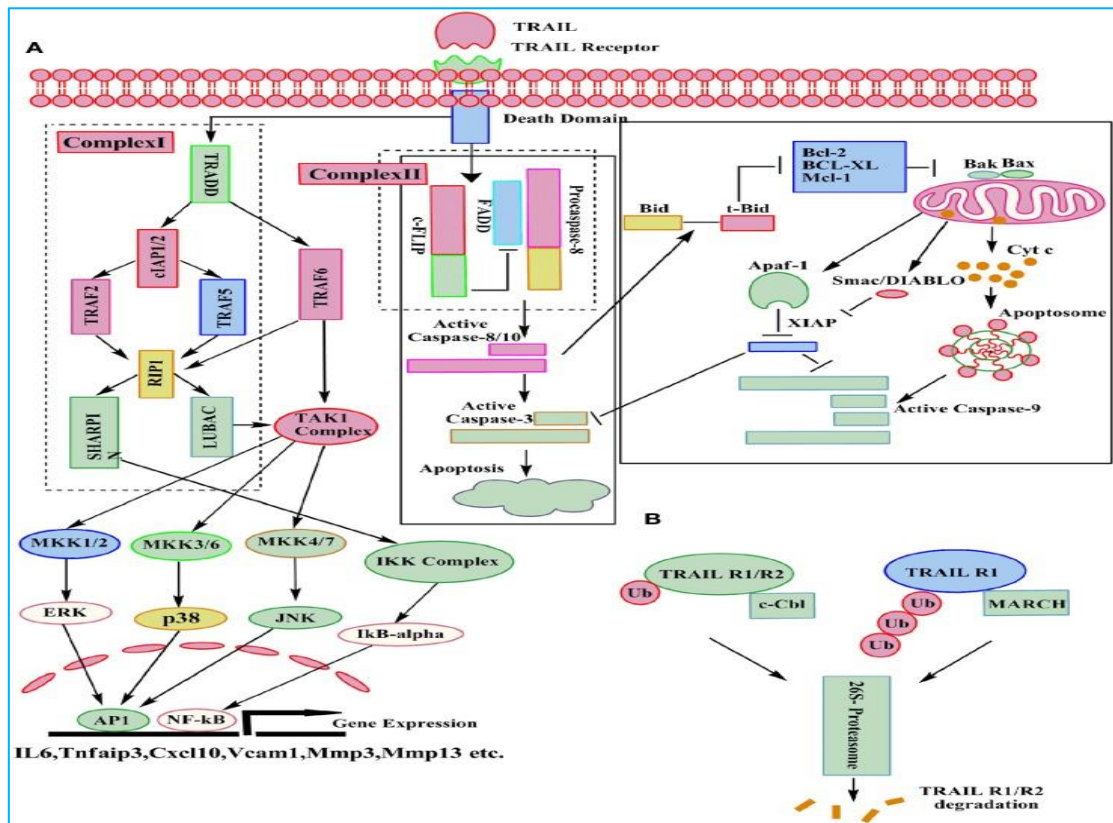 A
TRAIL
TRAIL Receptor
Death Domain
ComplexI
TRADD
cIAP1/2
TRAF2
TRAF5
TRAF6
RIP1
SHARPI
N
LUBAC
TAK1
Complex
ComplexII
c-FLIP
FADD
Procaspase-8
Active
Caspase-8/10
Active
Caspase-3
Apoptosis
Bid
t-Bid
Bcl-2
BCL-XL
Mcl-1
Bak
Bax
Cyt c
Apaf-1
Smac/DIABLO
XIAP
Apoptosome
Active Caspase-9
MKK1/2
MKK3/6
MKK4/7
IKK Complex
ERK
p38
JNK
IkB-alpha
AP1
NF-kB
Gene Expression
IL6,Tnfaip3,Cxcl10,Vcam1,Mmp3,Mmp13 etc.
B
TRAIL R1/R2
Ub
c-Cbl
TRAIL R1
Ub
Ub
Ub
MARCH
26S- Proteasome
TRAIL R1/R2
degradation